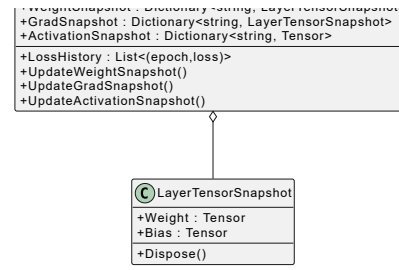 +GradSnapshot : Dictionary<string, LayerTensorSnapshot>
+ActivationSnapshot : Dictionary<string, Tensor>
+LossHistory : List<(epoch,loss)>
+UpdateWeightSnapshot()
+UpdateGradSnapshot()
+UpdateActivationSnapshot()
C LayerTensorSnapshot
+Weight : Tensor
+Bias : Tensor
+Dispose()